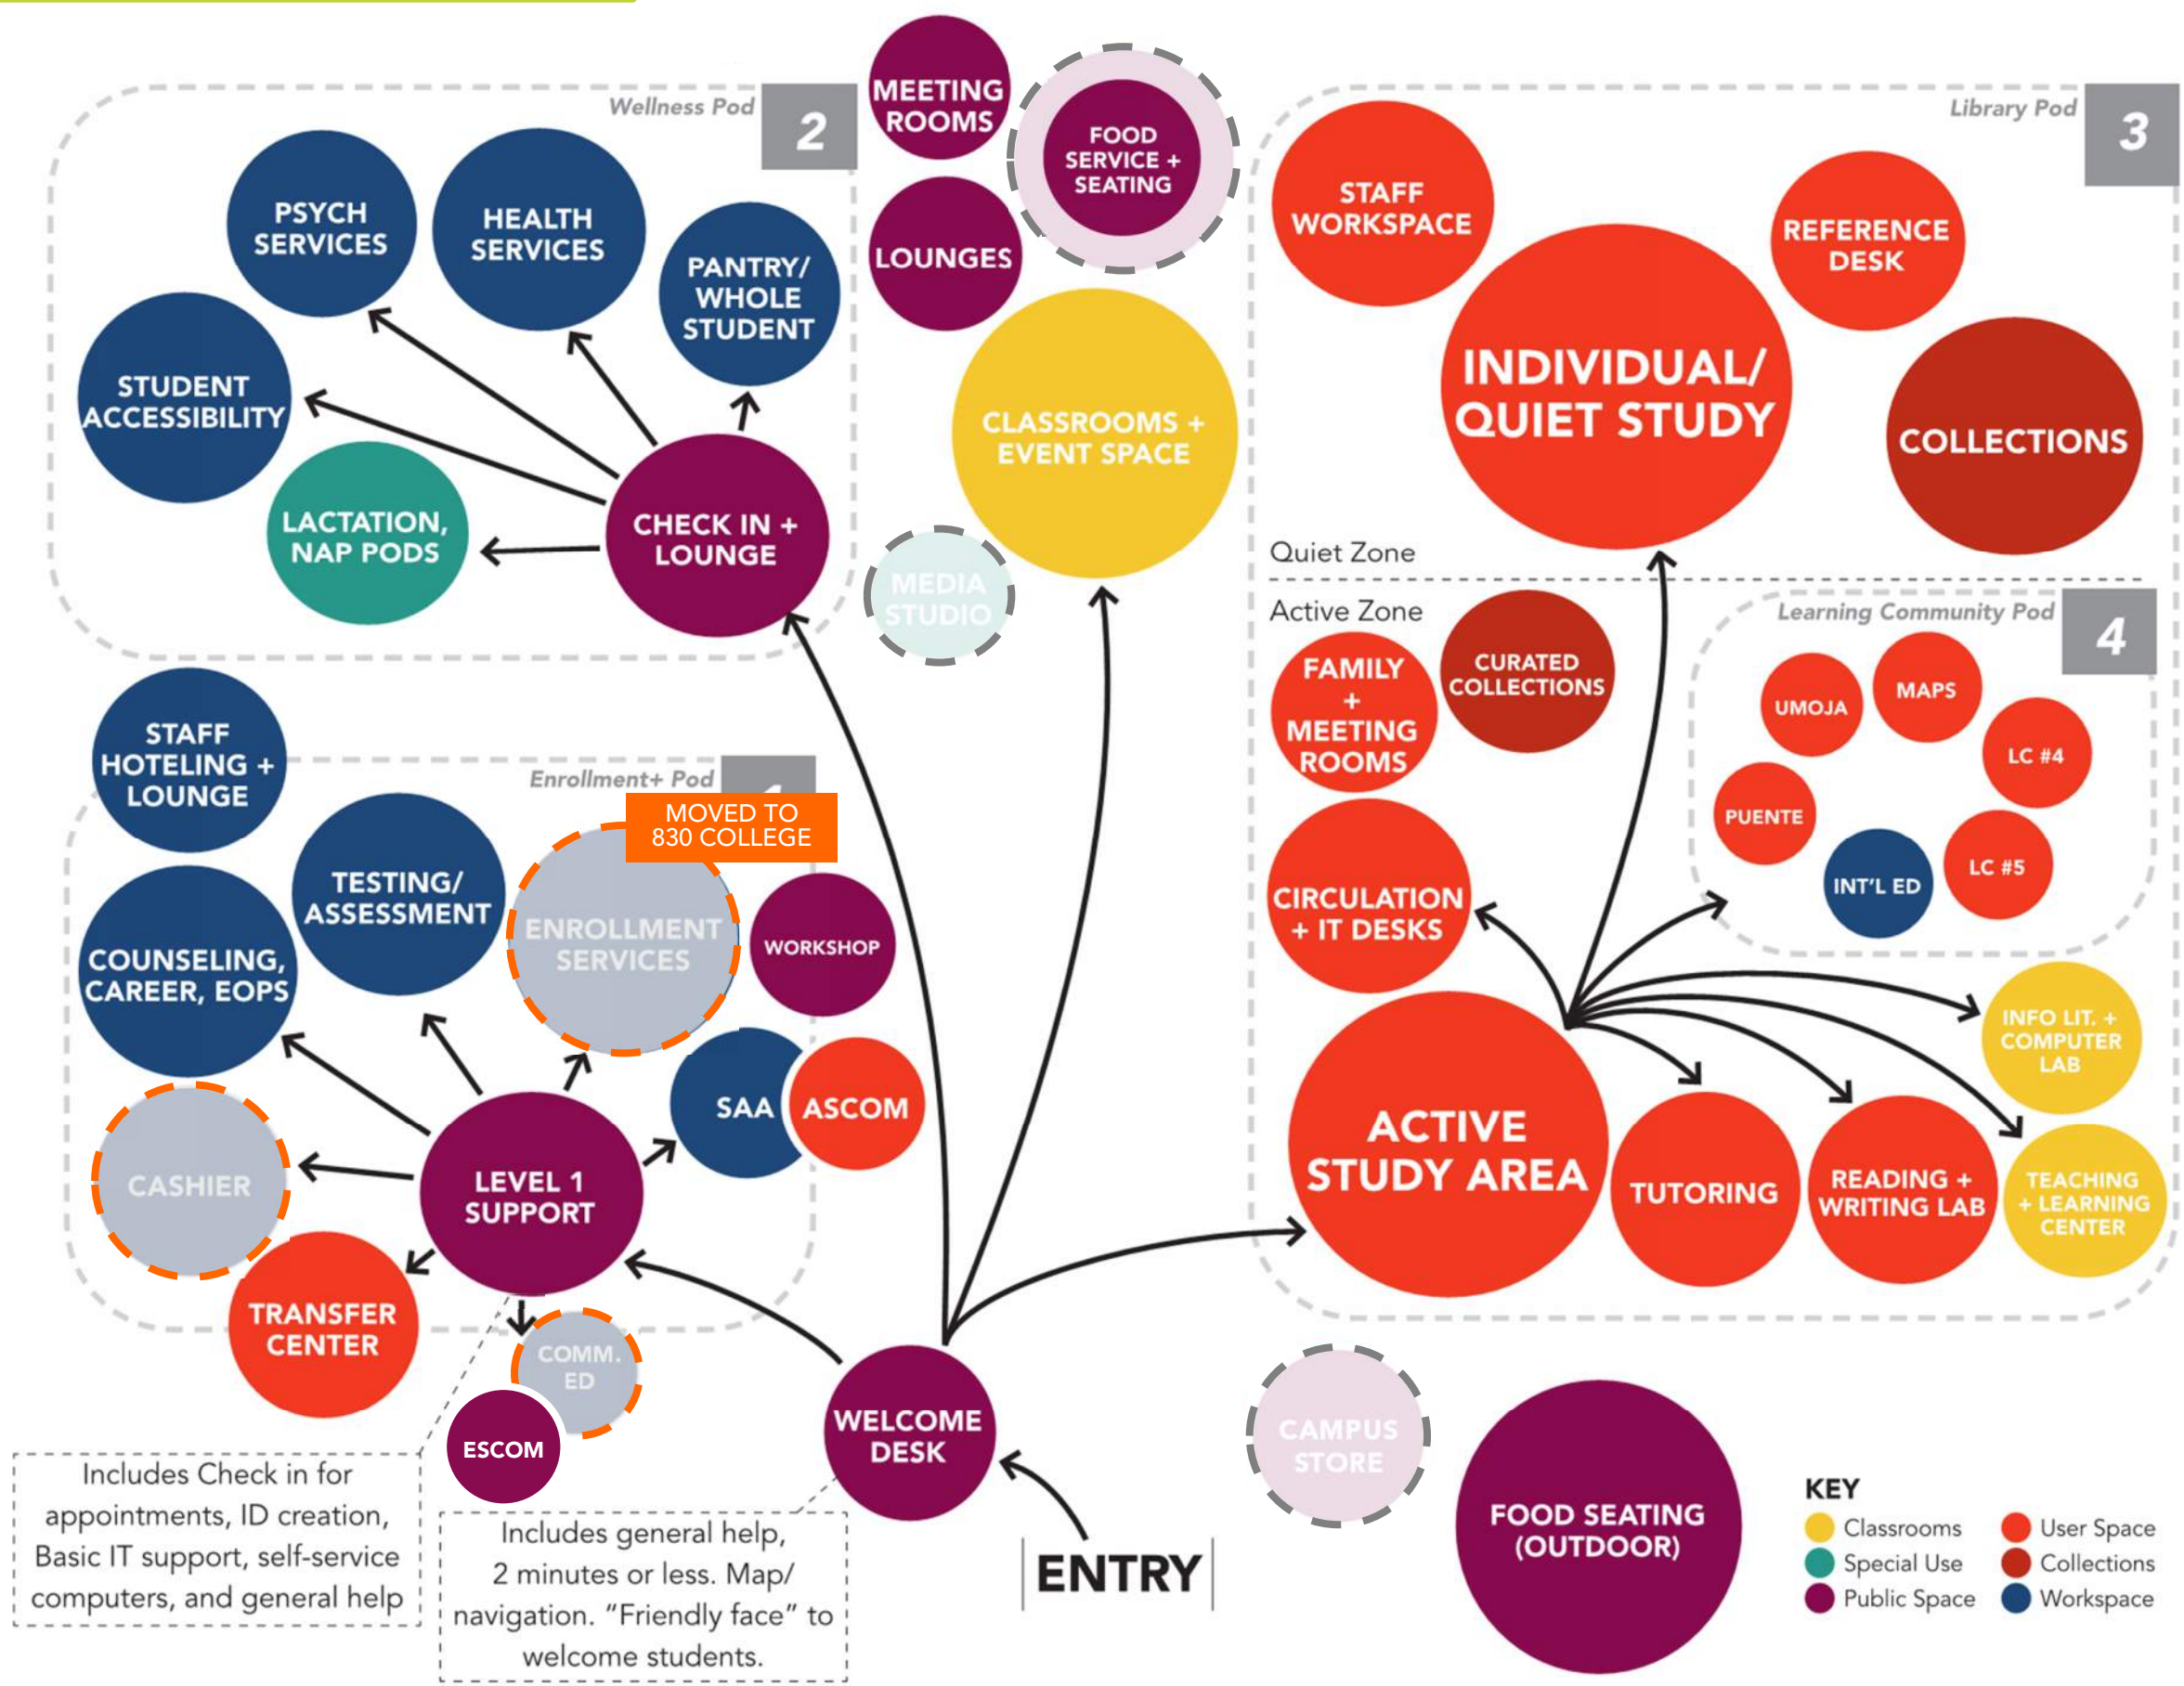 Wellness Pod
2
PSYCH
SERVICES
HEALTH
SERVICES
PANTRY/
WHOLE
STUDENT
STUDENT
ACCESSIBILITY
LACTATION,
NAP PODS
CHECK IN +
LOUNGE
MEETING
ROOMS
FOOD
SERVICE +
SEATING
LOUNGES
CLASSROOMS +
EVENT SPACE
MEDIA
STUDIO
Library Pod
3
STAFF
WORKSPACE
REFERENCE
DESK
INDIVIDUAL/
QUIET STUDY
COLLECTIONS
Quiet Zone
Active Zone
FAMILY
+
MEETING
ROOMS
CURATED
COLLECTIONS
Learning Community Pod
4
UMOJA
MAPS
LC #4
PUENTE
INT'L ED
LC #5
CIRCULATION
+ IT DESKS
ACTIVE
STUDY AREA
TUTORING
READING +
WRITING LAB
INFO LIT. +
COMPUTER
LAB
TEACHING
+ LEARNING
CENTER
STAFF
HOTELING +
LOUNGE
Enrollment+ Pod
MOVED TO
830 COLLEGE
TESTING/
ASSESSMENT
ENROLLMENT
SERVICES
WORKSHOP
COUNSELING,
CAREER, EOPS
SAA
ASCOM
CASHIER
LEVEL 1
SUPPORT
TRANSFER
CENTER
COMM.
ED
ESCOM
WELCOME
DESK
CAMPUS
STORE
FOOD SEATING
(OUTDOOR)
ENTRY
Includes Check in for
appointments, ID creation,
Basic IT support, self-service
computers, and general help
Includes general help,
2 minutes or less. Map/
navigation. “Friendly face” to
welcome students.
KEY
Classrooms
Special Use
Public Space
User Space
Collections
Workspace